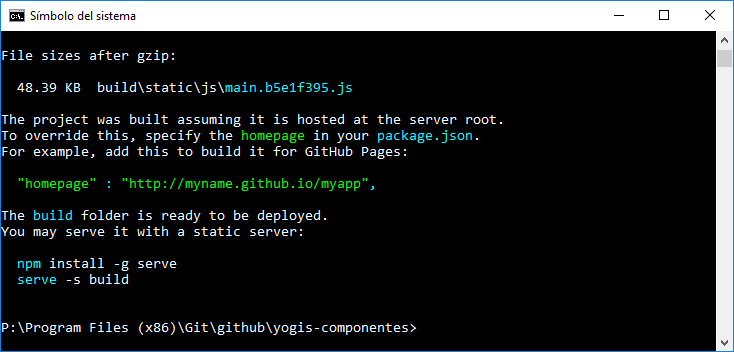 Símbolo del sistema
File sizes after gzip:
48.39 KB  build\static\js\main.b5e1f395.js
The project was built assuming it is hosted at the server root.
To override this, specify the homepage in your package.json.
For example, add this to build it for GitHub Pages:
"homepage" : "http://myname.github.io/myapp",
The build folder is ready to be deployed.
You may serve it with a static server:
npm install -g serve
serve -s build
P:\Program Files (x86)\Git\github\yogis-componentes>